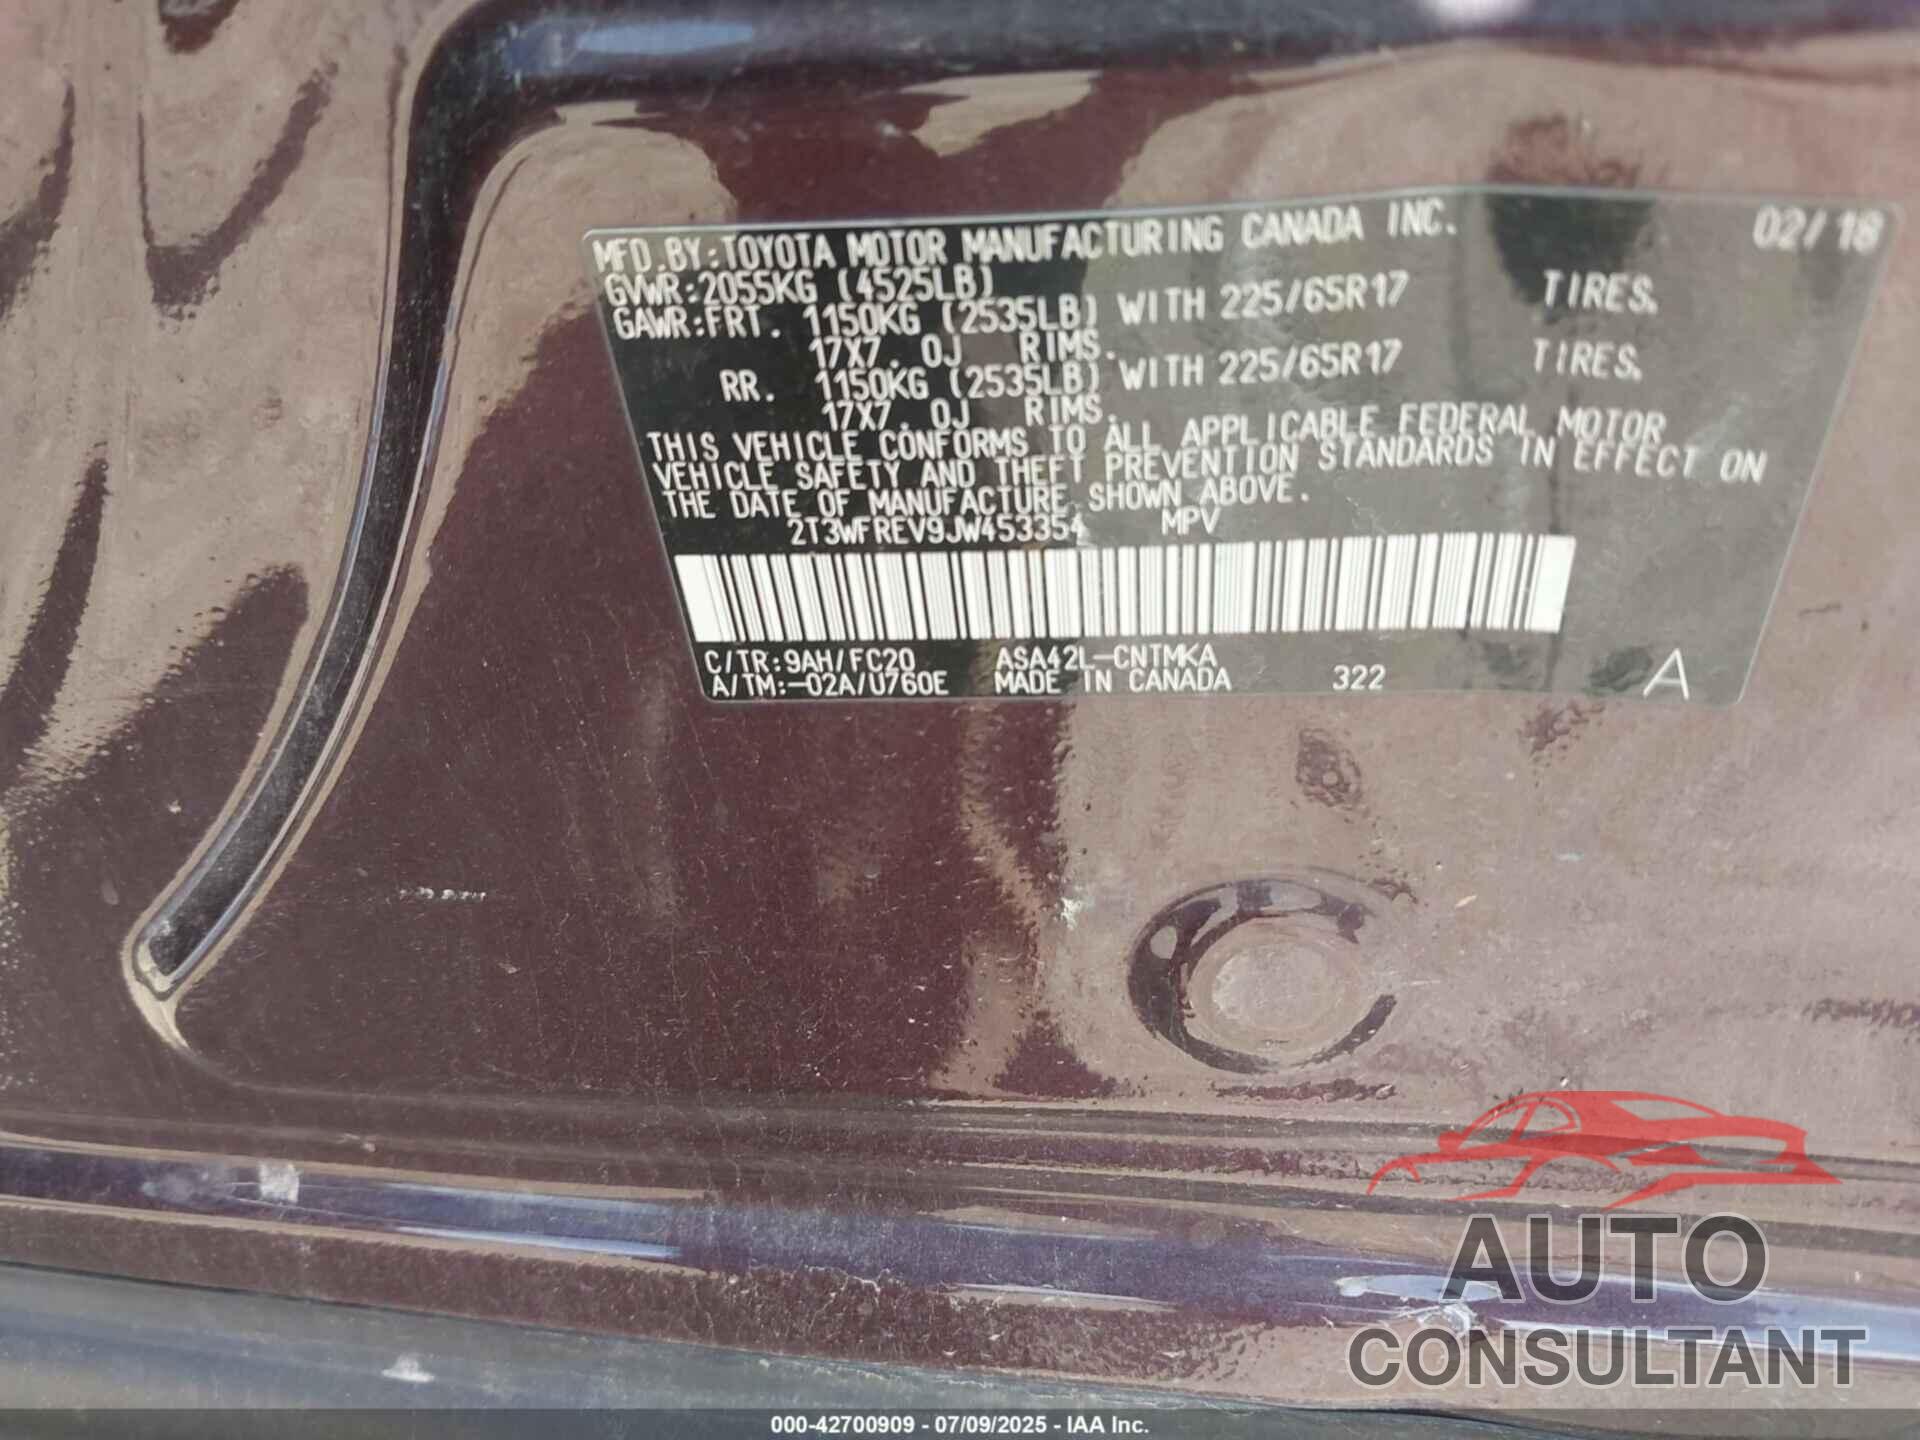 MFD.BY:TOYOTA MOTOR MANUFACTURING CANADA INC. 02/18
GVWR:2055KG (4525LB)
GAWR:FRT. 1150KG (2535LB) WITH 225/65R17 TIRES.
17X7.0J RIMS.
RR. 1150KG (2535LB) WITH 225/65R17 TIRES.
17X7.0J RIMS.
THIS VEHICLE CONFORMS TO ALL APPLICABLE FEDERAL MOTOR
VEHICLE SAFETY AND THEFT PREVENTION STANDARDS IN EFFECT ON
THE DATE OF MANUFACTURE SHOWN ABOVE.
2T3WFREV9JW453354 MPV
C/TR:9AH/FC20 ASA42L-CNTMKA
A/TM:-02A/U760E MADE IN CANADA 322 A
AUTO
CONSULTANT
000-42700909 - 07/09/2025 - IAA Inc.